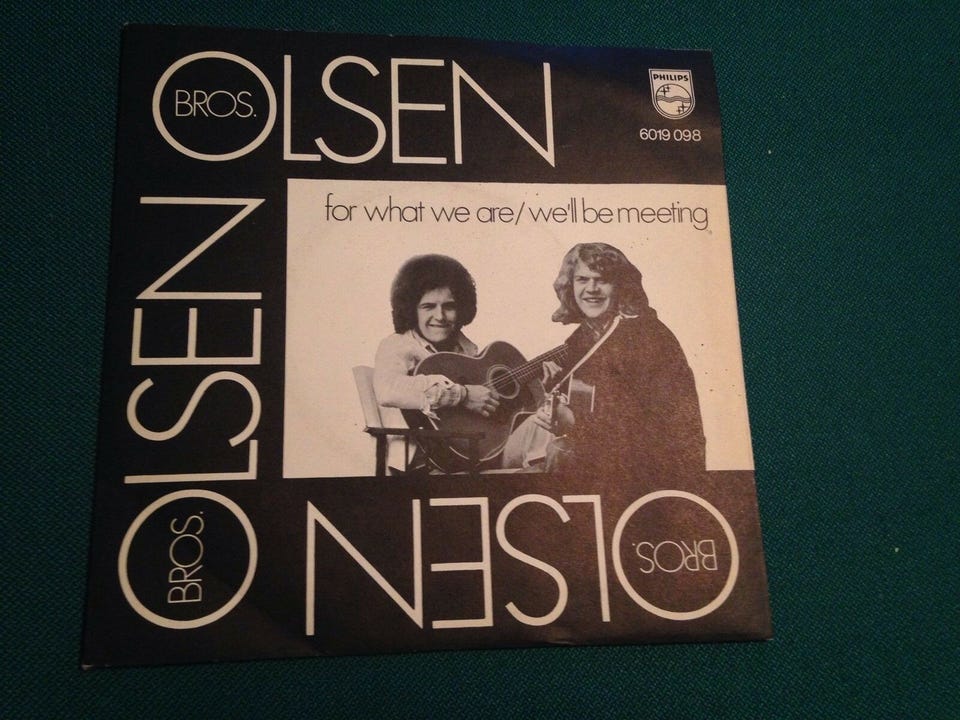 BROS. OLSEN
PHILIPS
6019 098
for what we are/we'll be meeting
BROS. OLSEN
BROS. OLSEN